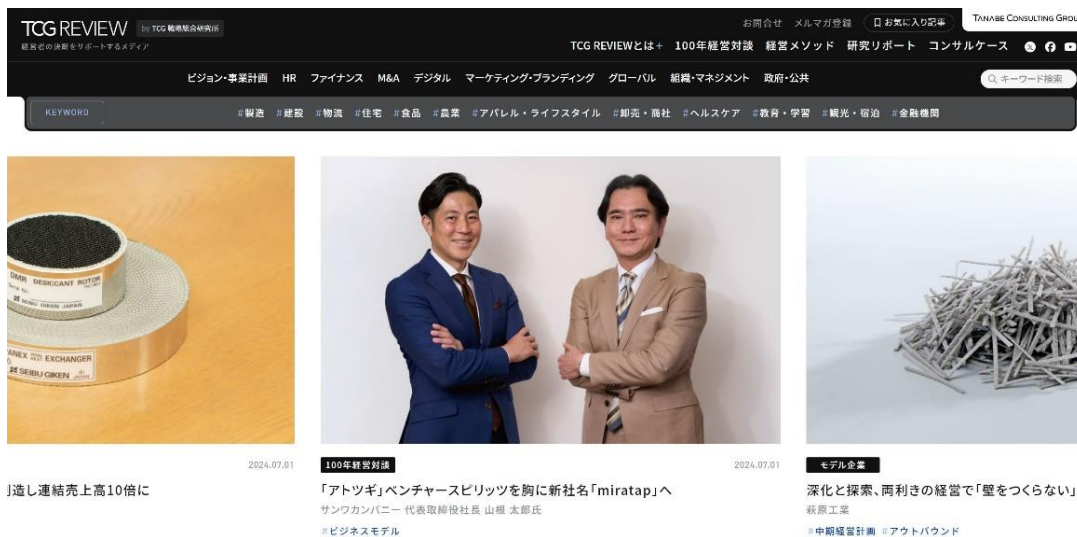 TCG REVIEW
by TCG 戦略総合研究所
経営者の決断をサポートするメディア
お問合せ メルマガ登録 お気に入り記事
TANABE CONSULTING GROU
TCG REVIEWとは+ 100年経営対談 経営メソッド 研究リポート コンサルケース
ビジョン・事業計画 HR ファイナンス M&A デジタル マーケティング・ブランディング グローバル 組織・マネジメント 政府・公共
キーワード検索
KEYWORD
#製造 #建設 #物流 #住宅 #食品 #農業 #アパレル・ライフスタイル #卸売・商社 #ヘルスケア #教育・学習 #観光・宿泊 #金融機関
DMR DESICCANT ROTOR
SEIBU GIKEN JAPAN
EXCHANGER
SEIBU GIKEN JAPAN
2024.07.01
造し連結売上高10倍に
100年経営対談
2024.07.01
「アトツギ」ベンチャースピリッツを胸に新社名「miratap」へ
サンワカンパニー 代表取締役社長 山根 太郎氏
#ビジネスモデル
モデル企業
深化と探索、両利きの経営で「壁をつくらない」
萩原工業
#中期経営計画 #アウトバウンド